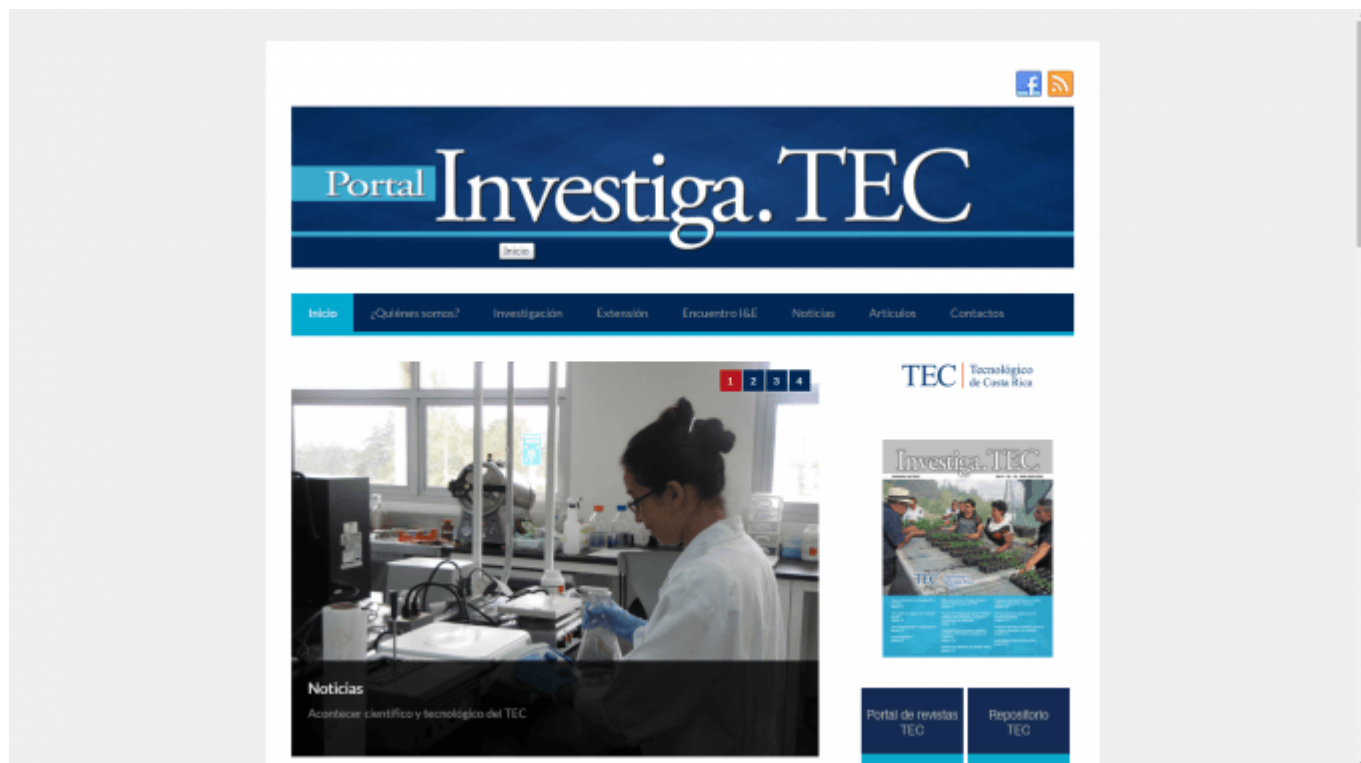 Portal Investiga.TEC
Inicio
Inicio ¿Quiénes somos? Investigación Extensión Encuentro I&E Noticias Artículos Contactos
1 2 3 4
TEC Tecnológico de Costa Rica
Investiga.TEC
TEC
Noticias
Acontecer científico y tecnológico del TEC
Portal de revistas
TEC
Repositorio
TEC